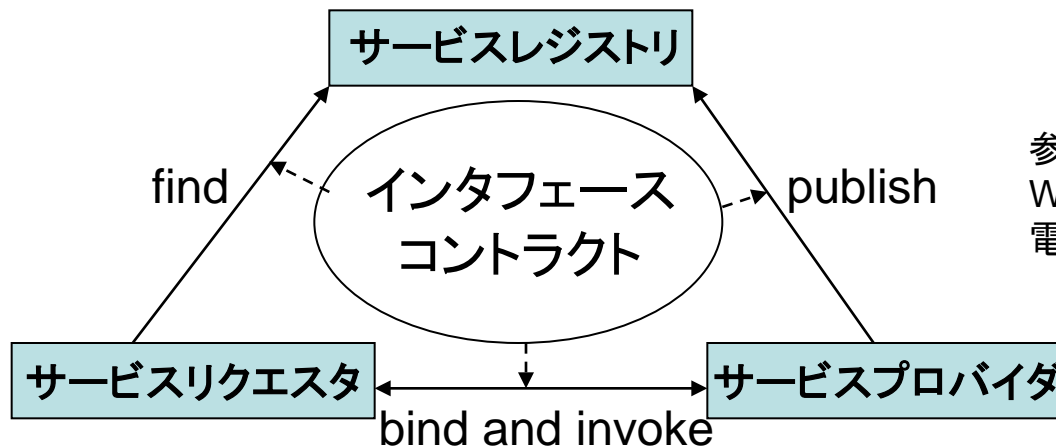 サービスレジストリ
find
インタフェース
コントラクト
publish
参
W
電
サービスリクエスタ
サービスプロバイダ
bind and invoke